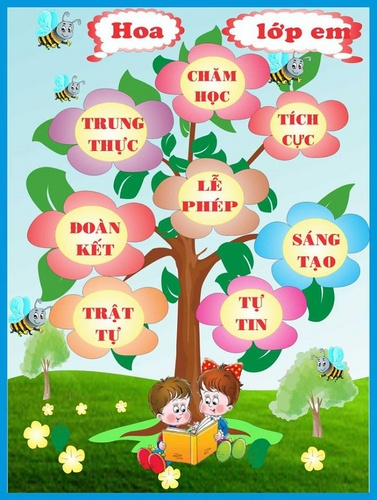 Hoa lớp em
CHĂM
HỌC
TRUNG
THỰC
TÍCH
CỰC
LỄ
PHÉP
ĐOÀN
KẾT
SÁNG
TẠO
TRẬT
TỰ
TỰ
TIN